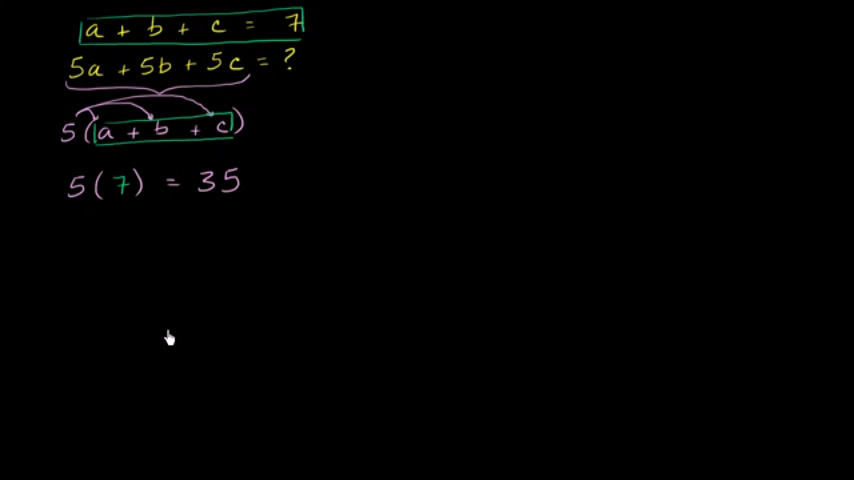 a + b + c = 7
5a + 5b + 5c = ?
5(a + b + c)
5(7) = 35